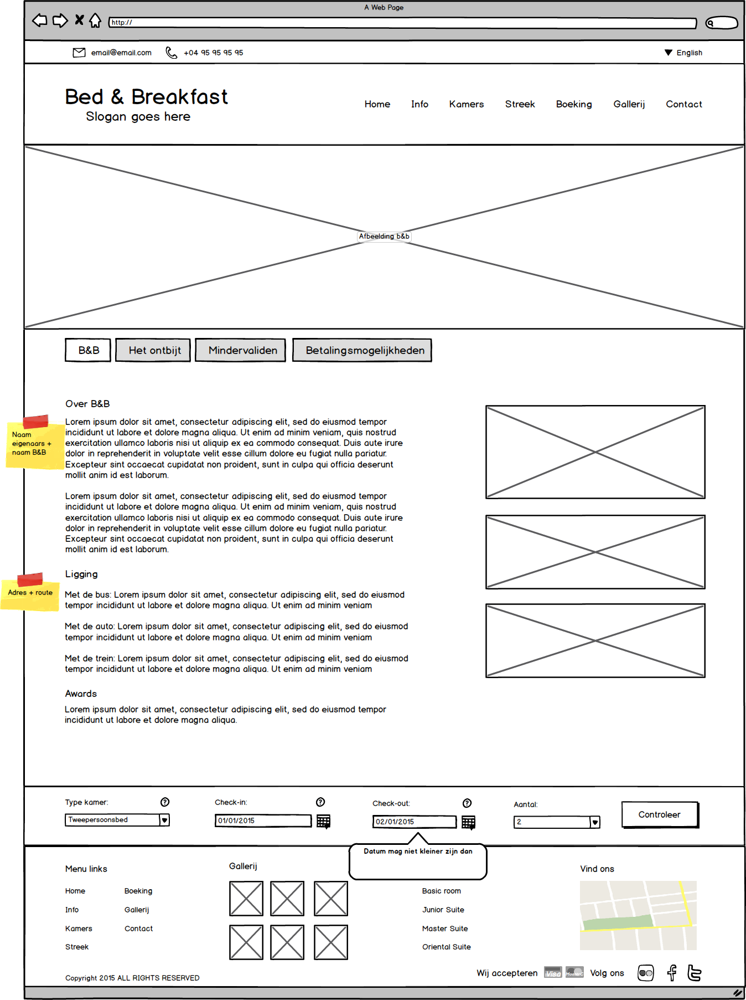 A Web Page
http://
email@email.com
+04 95 95 95 95
English
Bed & Breakfast
Slogan goes here
Home Info Kamers Streek Boeking Gallerij Contact
Afbeelding b&b
B&B Het ontbijt Mindervaliden Betalingsmogelijkheden
Over B&B
Lorem ipsum dolor sit amet, consectetur adipiscing elit, sed do eiusmod tempor
incididunt ut labore et dolore magna aliqua. Ut enim ad minim veniam, quis nostrud
exercitation ullamco laboris nisi ut aliquip ex ea commodo consequat. Duis aute irure
dolor in reprehenderit in voluptate velit esse cillum dolore eu fugiat nulla pariatur.
Excepteur sint occaecat cupidatat non proident, sunt in culpa qui officia deserunt
mollit anim id est laborum.
Naam
eigenaars +
naam B&B
Lorem ipsum dolor sit amet, consectetur adipiscing elit, sed do eiusmod tempor
incididunt ut labore et dolore magna aliqua. Ut enim ad minim veniam, quis nostrud
exercitation ullamco laboris nisi ut aliquip ex ea commodo consequat. Duis aute irure
dolor in reprehenderit in voluptate velit esse cillum dolore eu fugiat nulla pariatur.
Excepteur sint occaecat cupidatat non proident, sunt in culpa qui officia deserunt
mollit anim id est laborum.
Ligging
Adres + route
Met de bus: Lorem ipsum dolor sit amet, consectetur adipiscing elit, sed do eiusmod
tempor incididunt ut labore et dolore magna aliqua. Ut enim ad minim veniam
Met de auto: Lorem ipsum dolor sit amet, consectetur adipiscing elit, sed do eiusmod
tempor incididunt ut labore et dolore magna aliqua. Ut enim ad minim veniam
Met de trein: Lorem ipsum dolor sit amet, consectetur adipiscing elit, sed do eiusmod
tempor incididunt ut labore et dolore magna aliqua. Ut enim ad minim veniam
Awards
Lorem ipsum dolor sit amet, consectetur adipiscing elit, sed do eiusmod tempor
incididunt ut labore et dolore magna aliqua.
Type kamer: ?
Tweepersoonsbed
Check-in: ?
01/01/2015
Check-out: ?
02/01/2015
Aantal:
2
Controleer
Datum mag niet kleiner zijn dan
Menu links
Home Boeking
Info Gallerij
Kamers Contact
Streek
Gallerij
Basic room
Junior Suite
Master Suite
Oriental Suite
Vind ons
Copyright 2015 ALL RIGHTS RESERVED
Wij accepteren Visa MasterC Volg ons